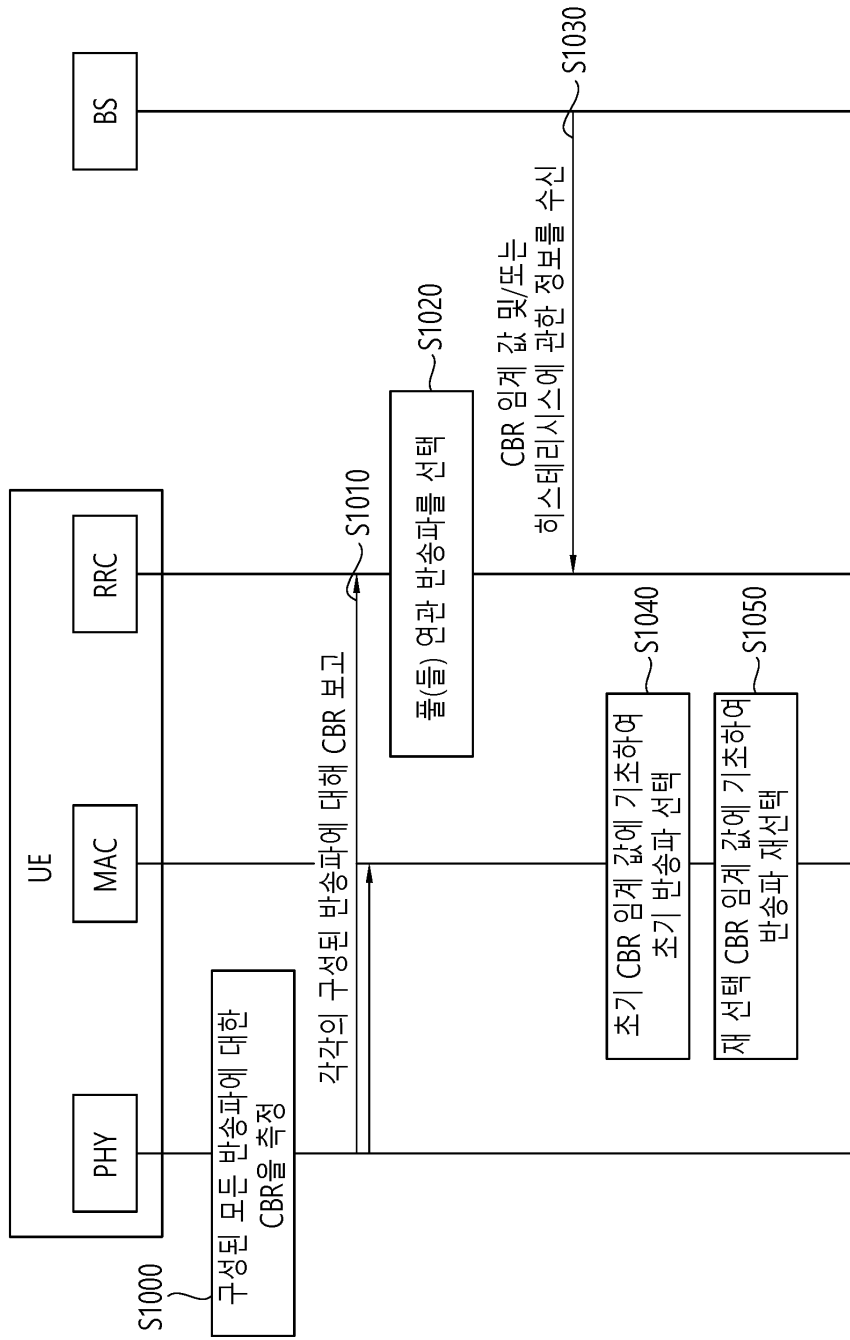 UE
PHY
MAC
RRC
BS
S1000
구성된 모든 반송파에 대한
CBR을 측정
각각의 구성된 반송파에 대해 CBR 보고
S1010
풀(들) 연관 반송파를 선택
S1020
CBR 임계 값 및/또는
히스테리시스에 관한 정보를 수신
S1030
초기 CBR 임계 값에 기초하여
초기 반송파 선택
S1040
재 선택 CBR 임계 값에 기초하여
반송파 재선택
S1050